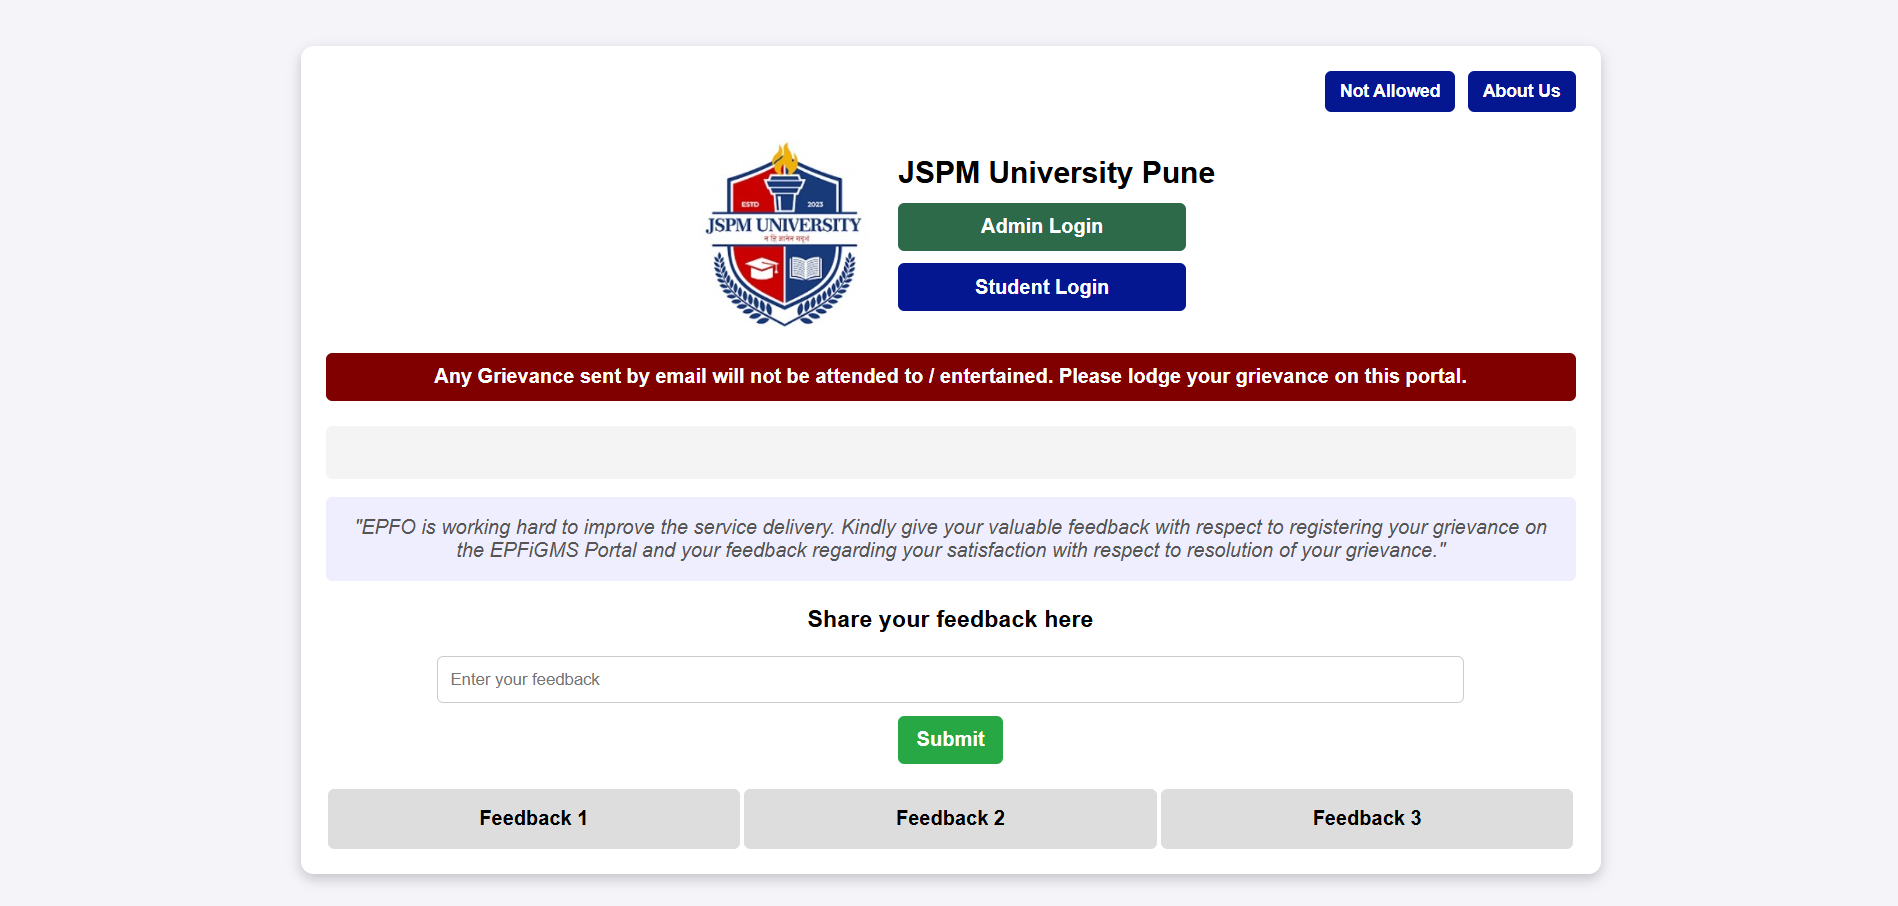 Not Allowed
About Us
ESTD 2023
JSPM UNIVERSITY
JSPM University Pune
Admin Login
Student Login
Any Grievance sent by email will not be attended to / entertained. Please lodge your grievance on this portal.
"EPFO is working hard to improve the service delivery. Kindly give your valuable feedback with respect to registering your grievance on
the EPFiGMS Portal and your feedback regarding your satisfaction with respect to resolution of your grievance."
Share your feedback here
Enter your feedback
Submit
Feedback 1
Feedback 2
Feedback 3